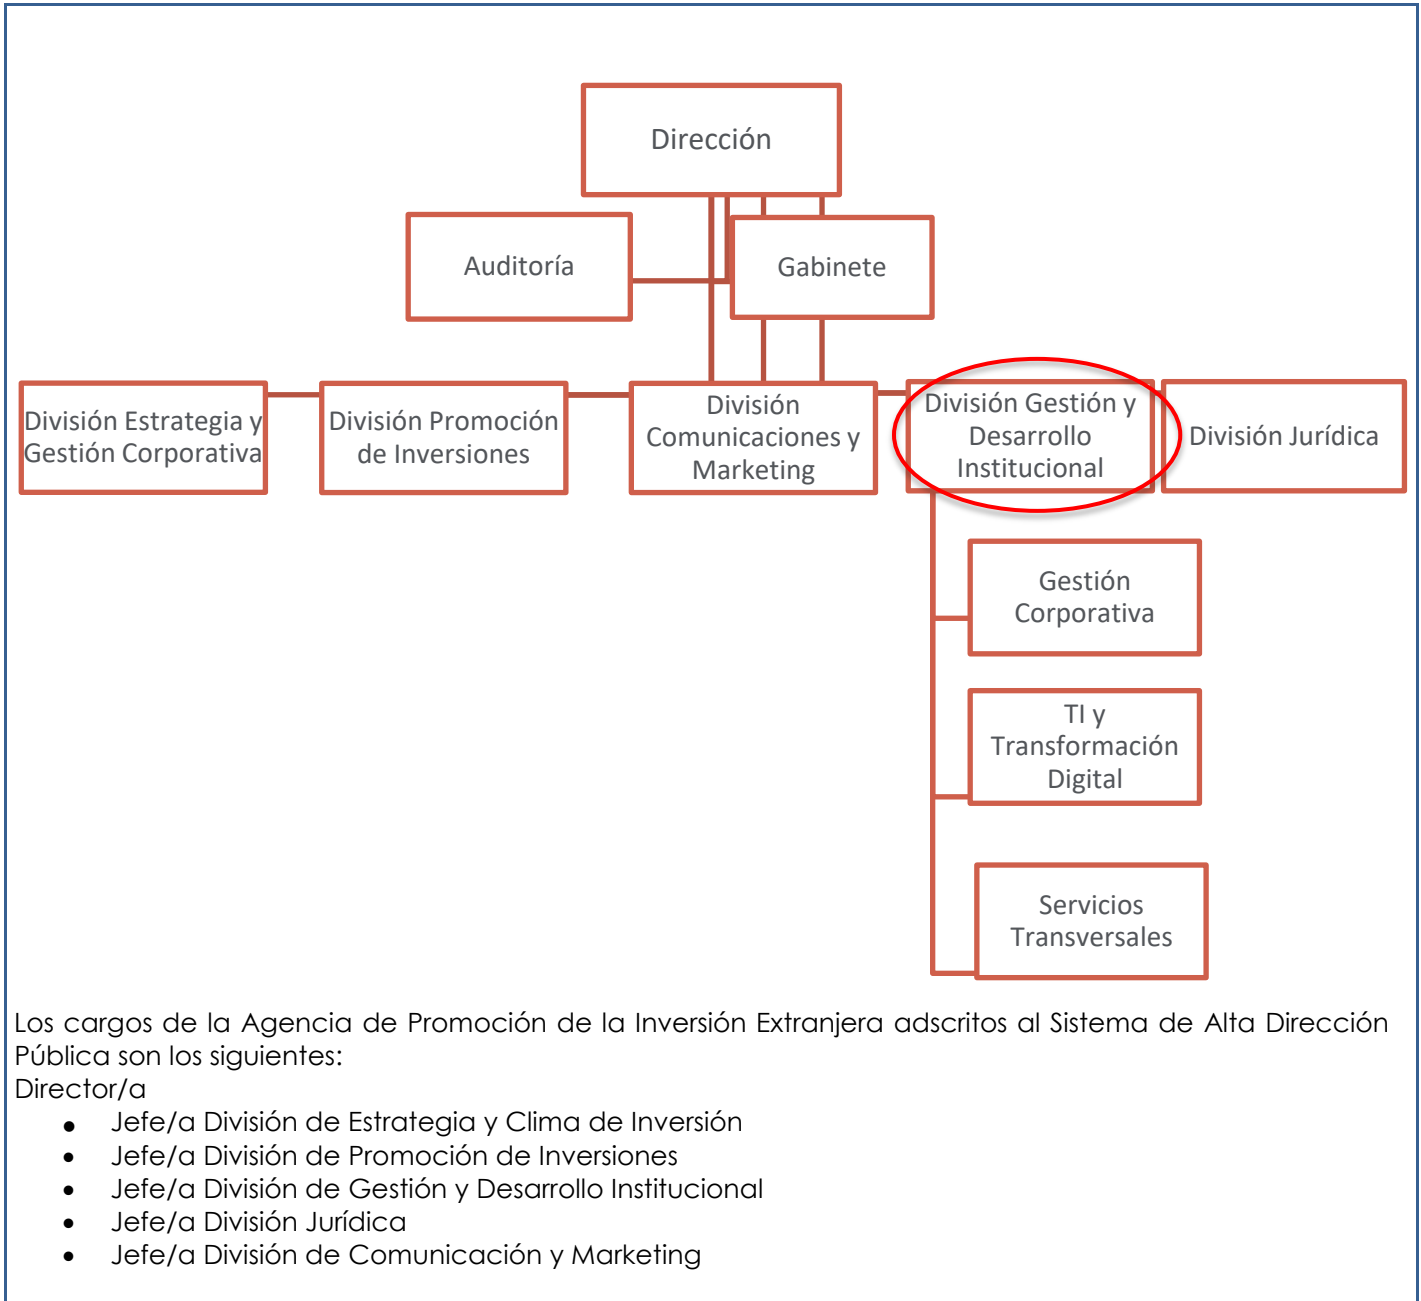 Dirección
Auditoría
Gabinete
División Estrategia y
Gestión Corporativa
División Promoción
de Inversiones
División
Comunicaciones y
Marketing
División Gestión y
Desarrollo
Institucional
División Jurídica
Gestión
Corporativa
TI y
Transformación
Digital
Servicios
Transversales
Los cargos de la Agencia de Promoción de la Inversión Extranjera adscritos al Sistema de Alta Dirección
Pública son los siguientes:
Director/a
• Jefe/a División de Estrategia y Clima de Inversión
• Jefe/a División de Promoción de Inversiones
• Jefe/a División de Gestión y Desarrollo Institucional
• Jefe/a División Jurídica
• Jefe/a División de Comunicación y Marketing